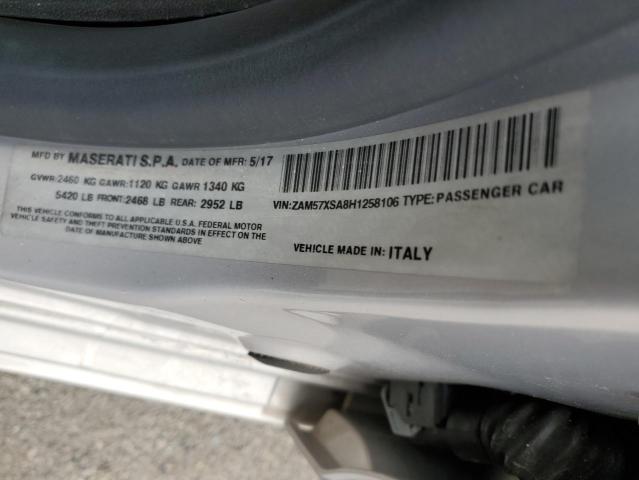 MFD BY MASERATI S.P.A. DATE OF MFR: 5/17
GVWR: 2460 KG GAWR: 1120 KG GAWR 1340 KG
5420 LB FRONT: 2468 LB REAR: 2952 LB
THIS VEHICLE CONFORMS TO ALL APPLICABLE U.S.A. FEDERAL MOTOR
VEHICLE SAFETY AND THEFT PREVENTION STANDARDS IN EFFECT ON THE
DATE OF MANUFACTURE SHOWN ABOVE
VIN: ZAM57XSA8H1258106 TYPE: PASSENGER CAR
VEHICLE MADE IN: ITALY